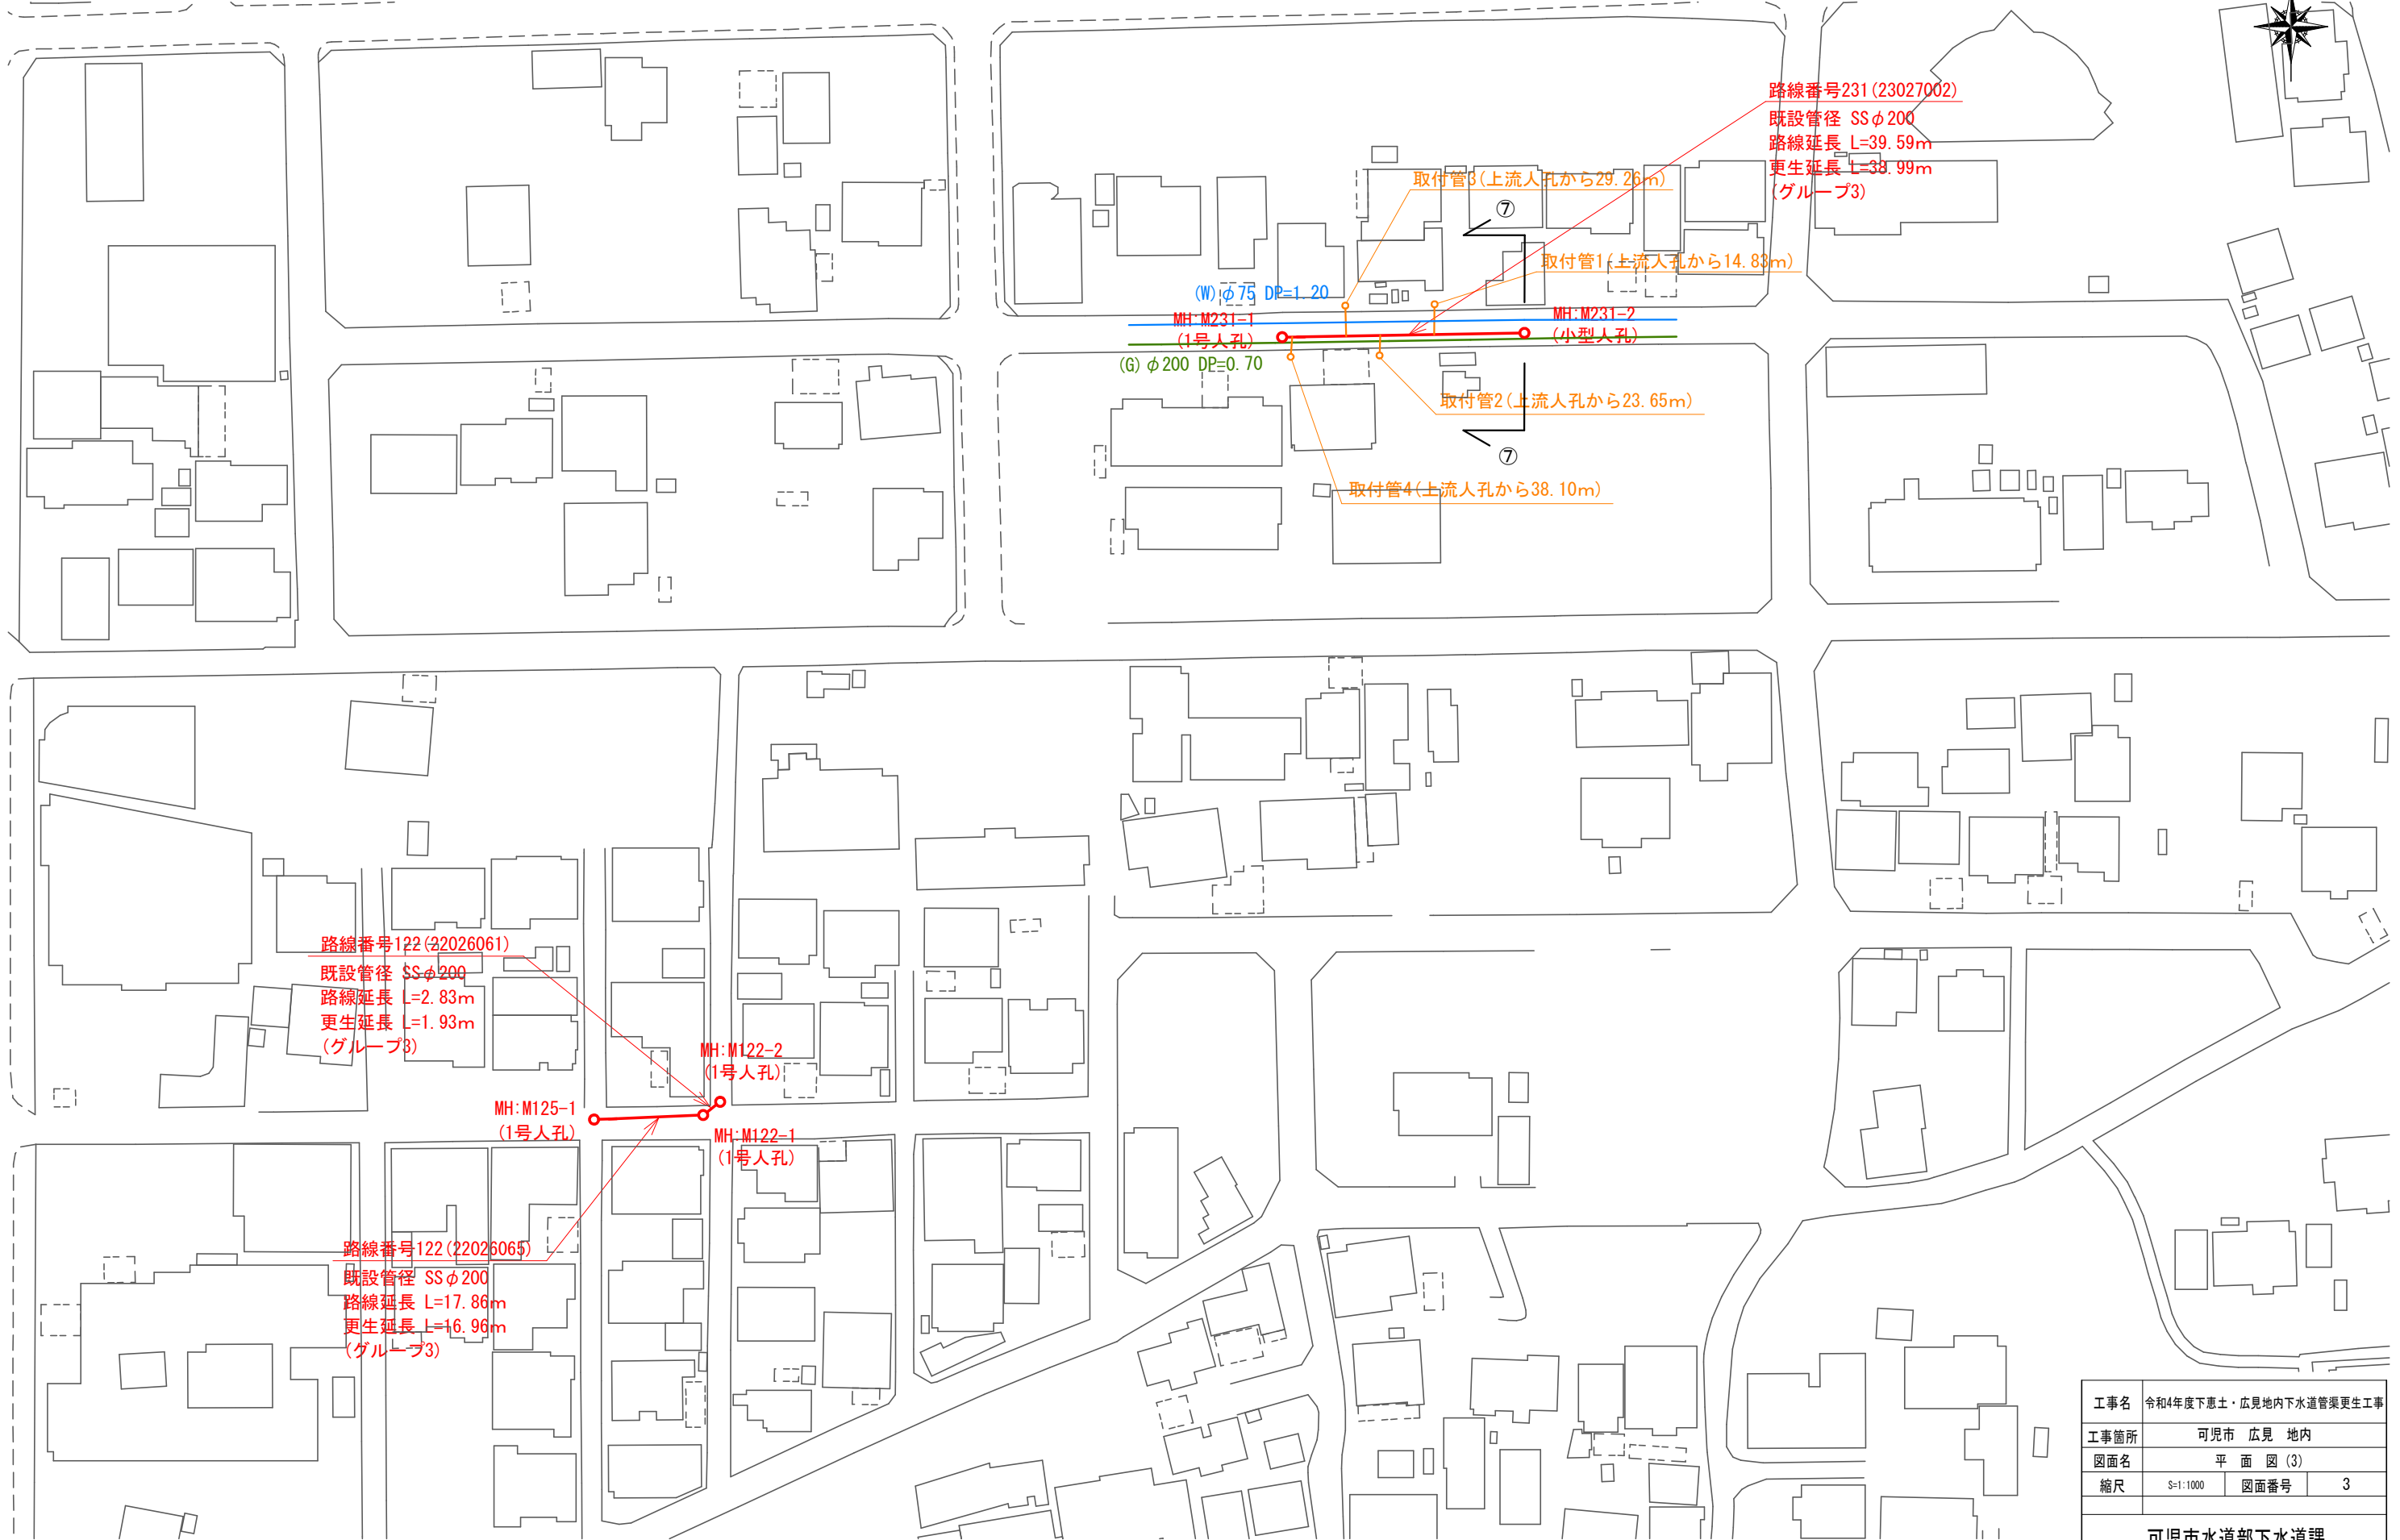 路線番号231(23027002)
既設管径 SSφ200
路線延長 L=39.59m
更生延長 L=38.99m
(グループ3)
取付管3(上流人孔から29.26m)
⑦
取付管1(上流人孔から14.83m)
(W)φ75 DP=1.20
MH:M231-1
(1号人孔)
MH:M231-2
(小型人孔)
(G)φ200 DP=0.70
取付管2(上流人孔から23.65m)
⑦
取付管4(上流人孔から38.10m)
路線番号122(22026061)
既設管径 SSφ200
路線延長 L=2.83m
更生延長 L=1.93m
(グループ3)
MH:M122-2
(1号人孔)
MH:M125-1
(1号人孔)
MH:M122-1
(1号人孔)
路線番号122(22026065)
既設管径 SSφ200
路線延長 L=17.86m
更生延長 L=16.96m
(グループ3)
工事名 令和4年度下恵土・広見地内下水道管渠更生工事
工事箇所 可児市 広見 地内
図面名 平 面 図(3)
縮尺 S=1:1000 図面番号 3
可児市水道部下水道課